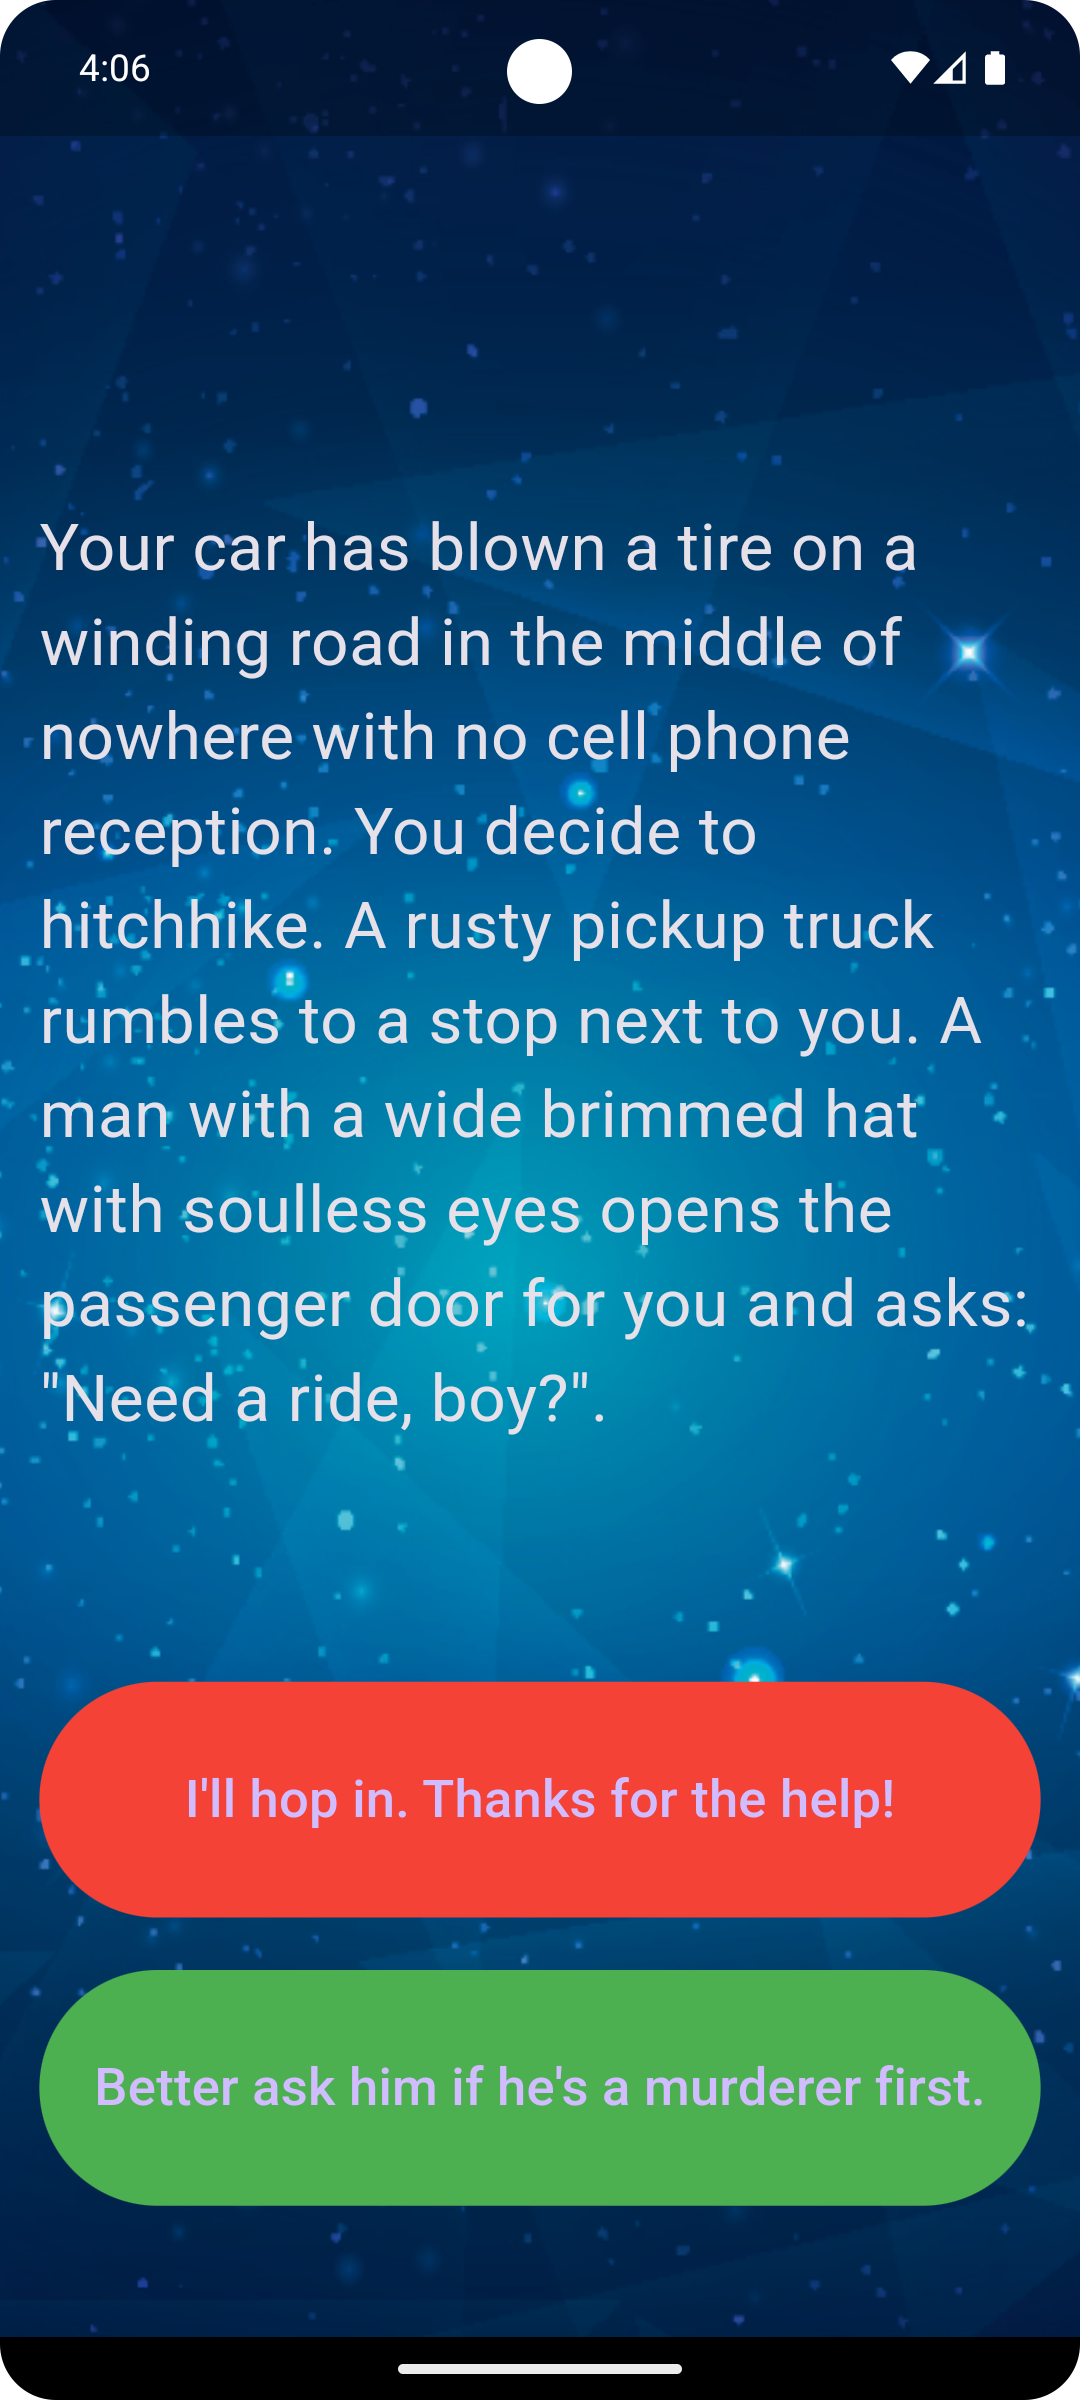 4:06
Your car has blown a tire on a
winding road in the middle of
nowhere with no cell phone
reception. You decide to
hitchhike. A rusty pickup truck
rumbles to a stop next to you. A
man with a wide brimmed hat
with soulless eyes opens the
passenger door for you and asks:
"Need a ride, boy?".
I'll hop in. Thanks for the help!
Better ask him if he's a murderer first.